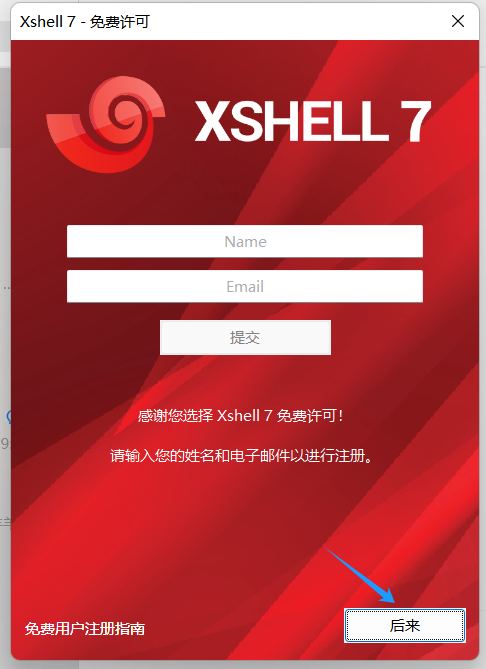 Xshell 7 - 免费许可
XSHELL 7
Name
Email
提交
感谢您选择 Xshell 7 免费许可!
请输入您的姓名和电子邮件以进行注册。
免费用户注册指南
后来